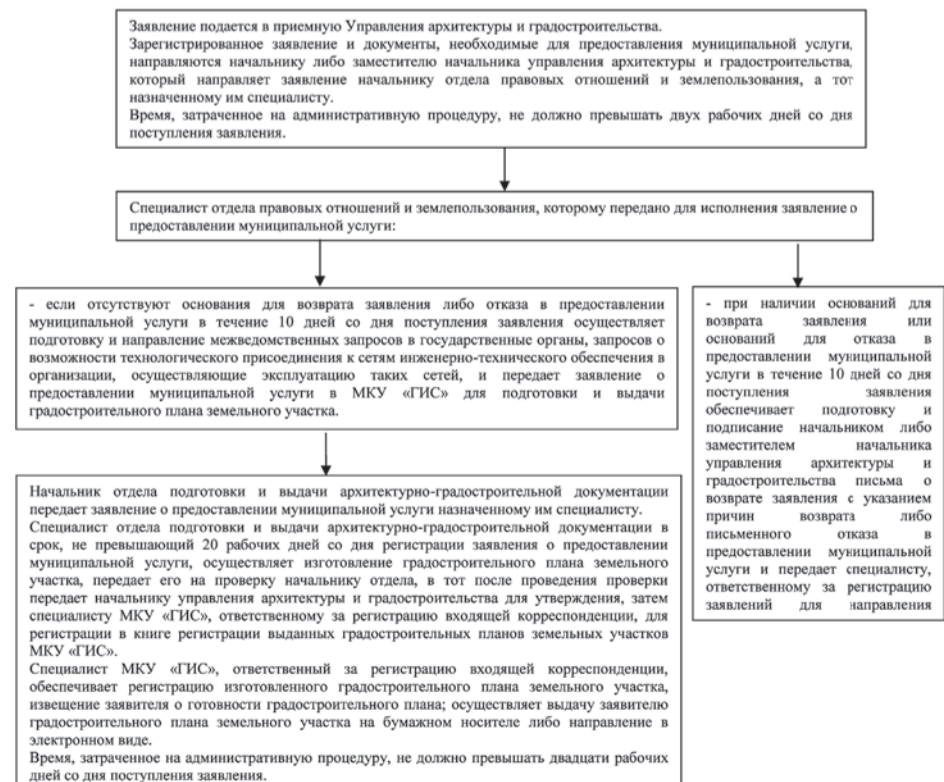 Заявление подается в приемную Управления архитектуры и градостроительства.
Зарегистрированное заявление и документы, необходимые для предоставления муниципальной услуги,
направляются начальнику либо заместителю начальника управления архитектуры и градостроительства,
который направляет заявление начальнику отдела правовых отношений и землепользования, а тот
назначенному им специалисту.
Время, затраченное на административную процедуру, не должно превышать двух рабочих дней со дня
поступления заявления.
Специалист отдела правовых отношений и землепользования, которому передано для исполнения заявление о
предоставлении муниципальной услуги:
- если отсутствуют основания для возврата заявления либо отказа в предоставлении
муниципальной услуги в течение 10 дней со дня поступления заявления осуществляет
подготовку и направление межведомственных запросов в государственные органы, запросов о
возможности технологического присоединения к сетям инженерно-технического обеспечения в
организации, осуществляющие эксплуатацию таких сетей, и передает заявление о
предоставлении муниципальной услуги в МКУ «ГИС» для подготовки и выдачи
градостроительного плана земельного участка.
- при наличии оснований для
возврата заявления или
оснований для отказа в
предоставлении муниципальной
услуги в течение 10 дней со дня
поступления заявления
обеспечивает подготовку и
подписание начальником либо
заместителем начальника
управления архитектуры и
градостроительства письма о
возврате заявления с указанием
причин возврата либо
письменного отказа в
предоставлении муниципальной
услуги и передает специалисту,
ответственному за регистрацию
заявлений для направления
Начальник отдела подготовки и выдачи архитектурно-градостроительной документации
передает заявление о предоставлении муниципальной услуги назначенному им специалисту.
Специалист отдела подготовки и выдачи архитектурно-градостроительной документации в
срок, не превышающий 20 рабочих дней со дня регистрации заявления о предоставлении
муниципальной услуги, осуществляет изготовление градостроительного плана земельного
участка, передает его на проверку начальнику отдела, в тот после проведения проверки
передает начальнику управления архитектуры и градостроительства для утверждения, затем
специалисту МКУ «ГИС», ответственному за регистрацию входящей корреспонденции, для
регистрации в книге регистрации выданных градостроительных планов земельных участков
МКУ «ГИС».
Специалист МКУ «ГИС», ответственный за регистрацию входящей корреспонденции,
обеспечивает регистрацию изготовленного градостроительного плана земельного участка,
извещение заявителя о готовности градостроительного плана; осуществляет выдачу заявителю
градостроительного плана земельного участка на бумажном носителе либо направление в
электронном виде.
Время, затраченное на административную процедуру, не должно превышать двадцати рабочих
дней со дня поступления заявления.